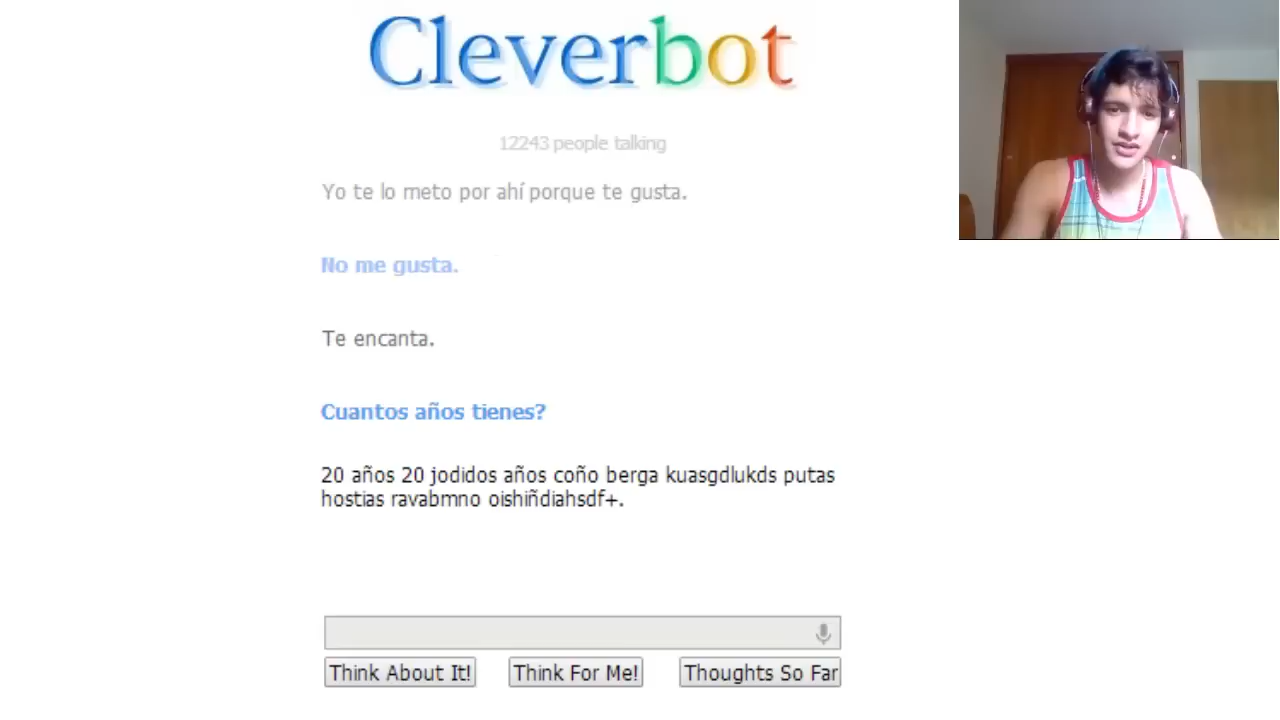 Cleverbot
12243 people talking
Yo te lo meto por ahí porque te gusta.
No me gusta.
Te encanta.
Cuantos años tienes?
20 años 20 jodidos años coño berga kuasgdlukds putas
hostias ravabmno oishiñdiahsdf+.
Think About It! Think For Me! Thoughts So Far